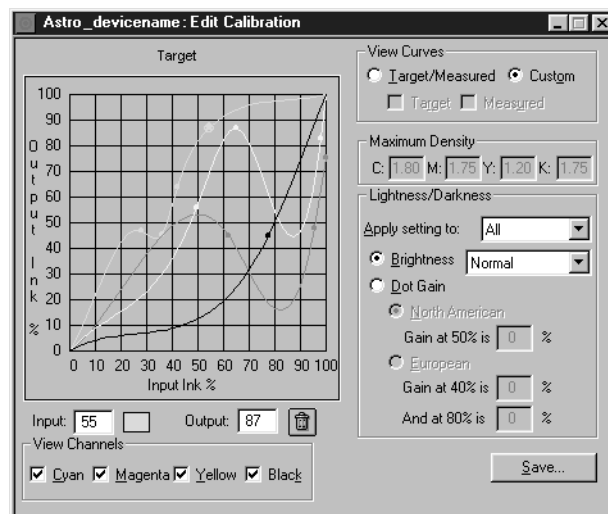 Astro_devicename: Edit Calibration
Target
100
90
80
70
60
50
40
30
20
10
0
Output Ink %
0 10 20 30 40 50 60 70 80 90 100
Input Ink %
Input: 55 Output: 87
View Channels
Cyan Magenta Yellow Black
View Curves
Target/Measured Custom
Target Measured
Maximum Density
C: 1.80 M: 1.75 Y: 1.20 K: 1.75
Lightness/Darkness
Apply setting to: All
Brightness Normal
Dot Gain
North American
Gain at 50% is 0 %
European
Gain at 40% is 0 %
And at 80% is 0 %
Save...